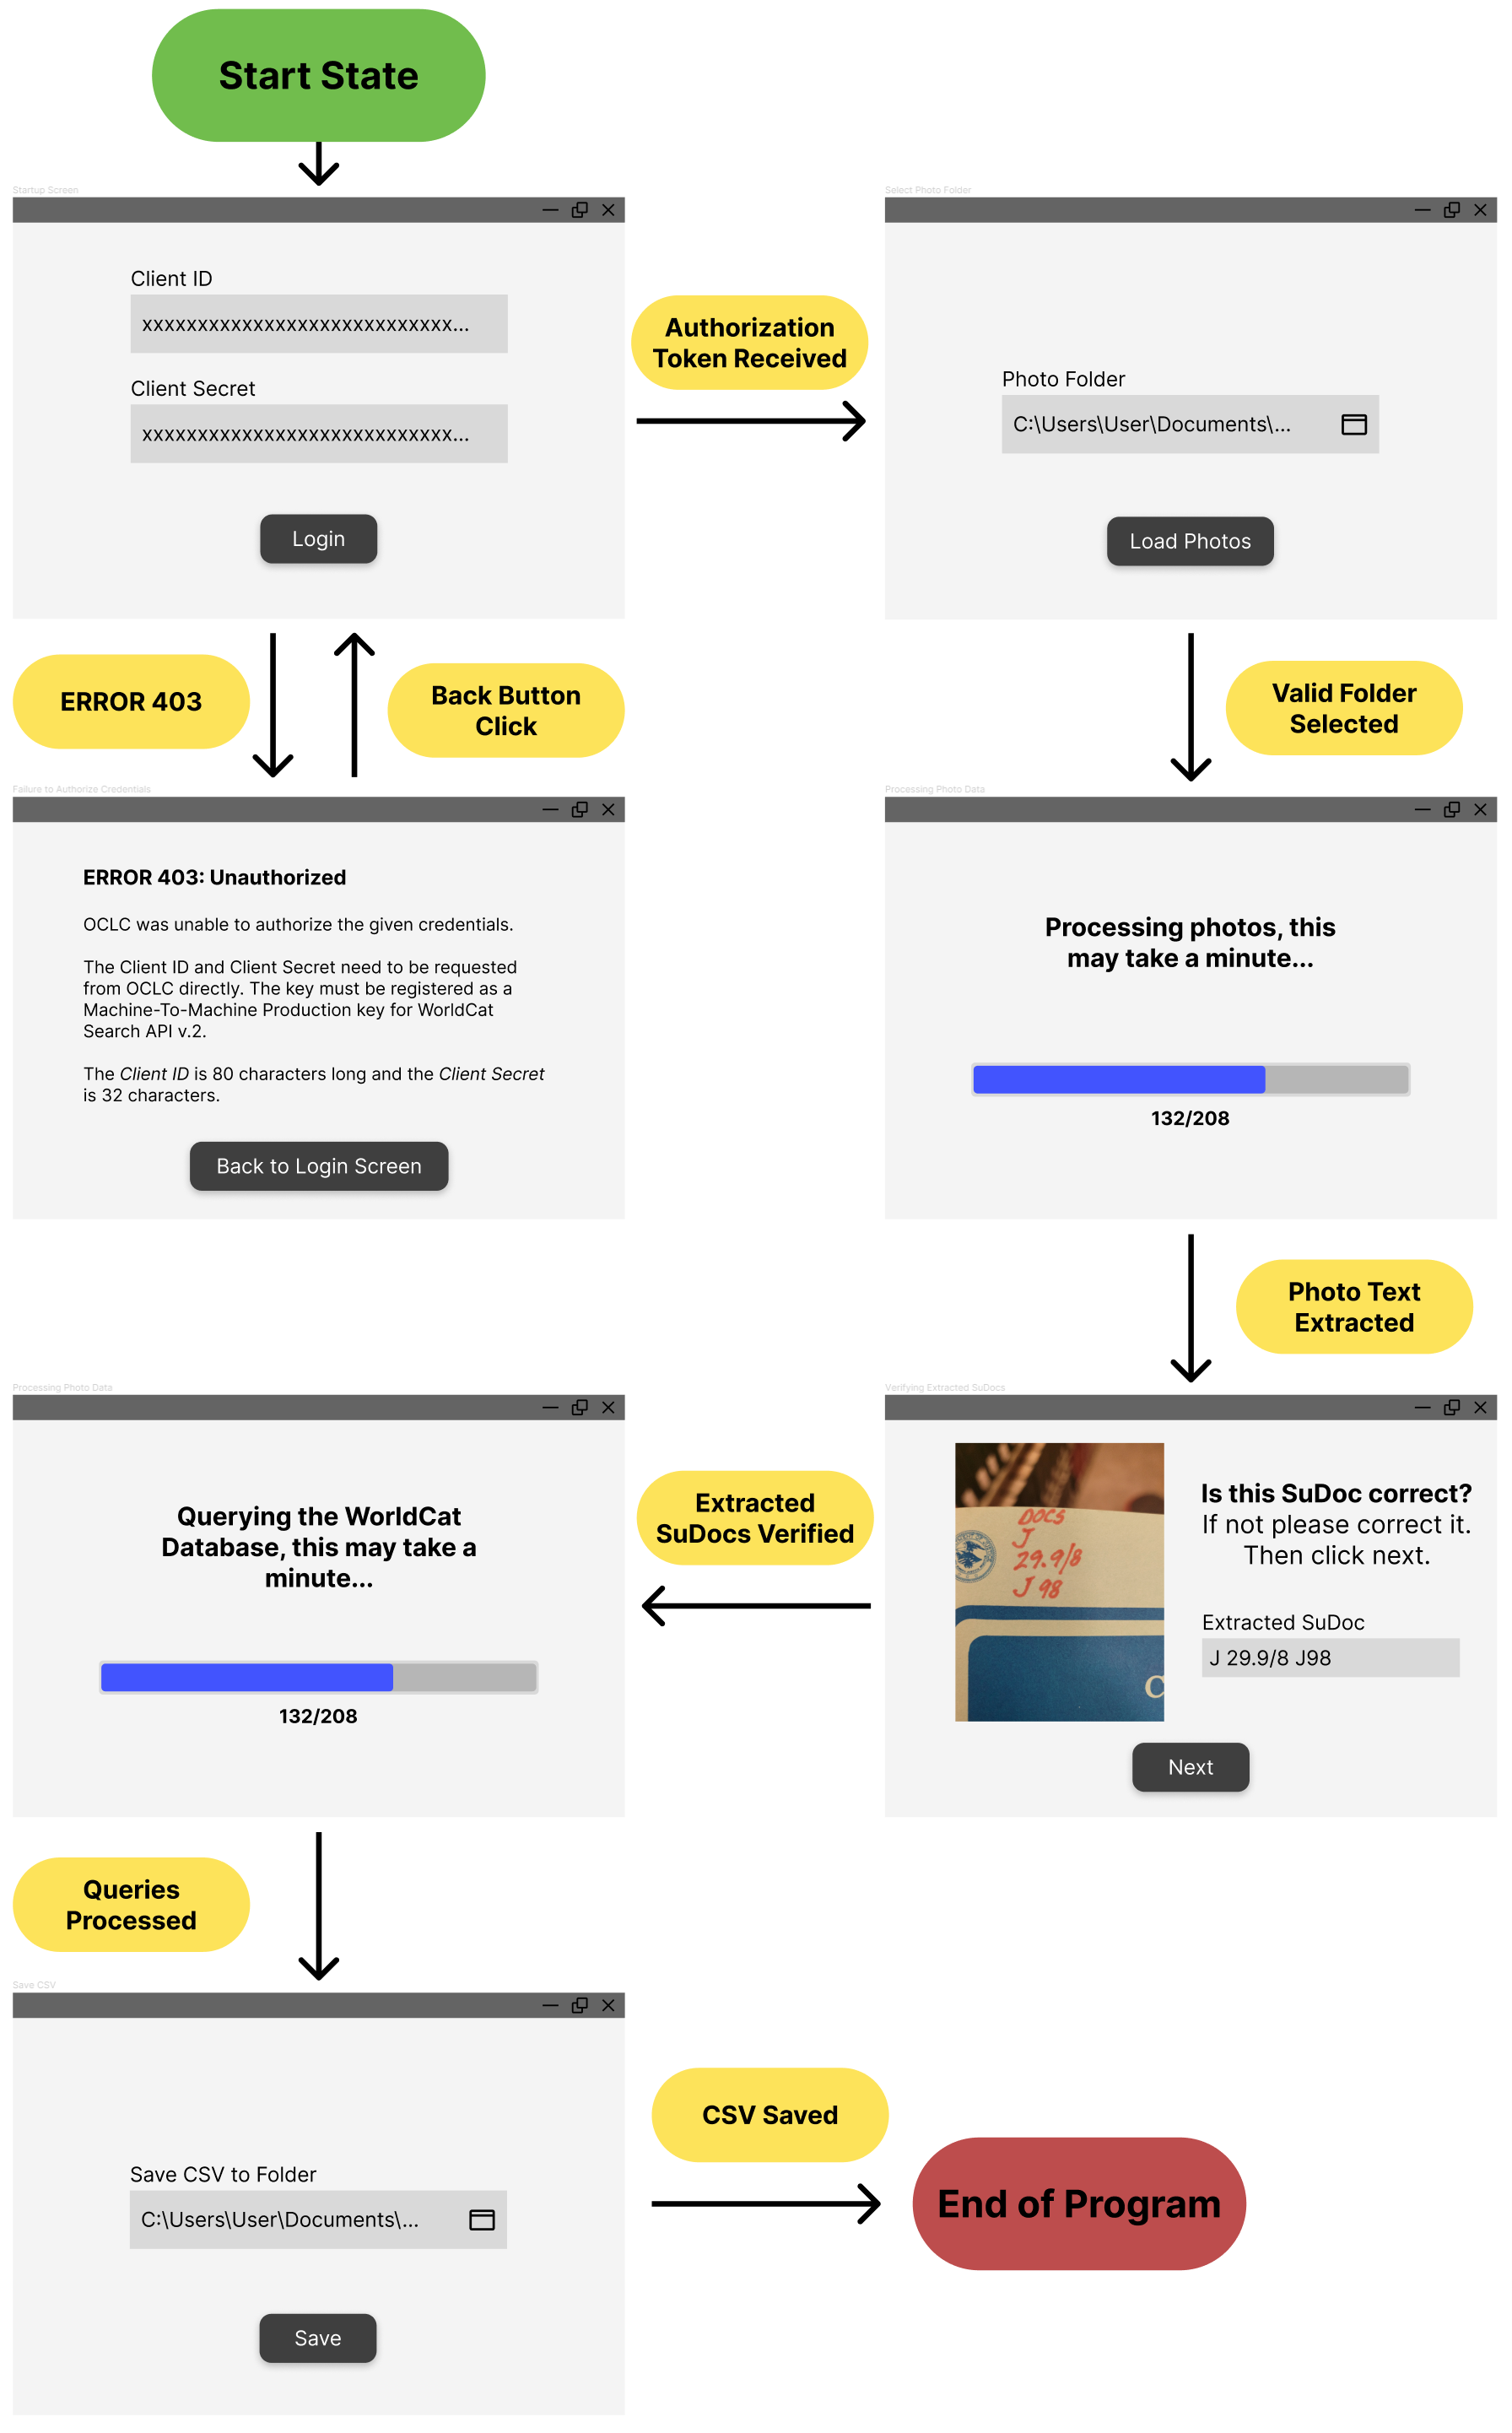 Start State
Startup Screen
Client ID
xxxxxxxxxxxxxxxxxxxxxxxxxxxx...
Client Secret
xxxxxxxxxxxxxxxxxxxxxxxxxxxx...
Login
Authorization
Token Received
Select Photo Folder
Photo Folder
C:\Users\User\Documents\...
Load Photos
ERROR 403
Back Button
Click
Valid Folder
Selected
Failure to Authorize Credentials
ERROR 403: Unauthorized
OCLC was unable to authorize the given credentials.
The Client ID and Client Secret need to be requested
from OCLC directly. The key must be registered as a
Machine-To-Machine Production key for WorldCat
Search API v.2.
The Client ID is 80 characters long and the Client Secret
is 32 characters.
Back to Login Screen
Processing Photo Data
Processing photos, this
may take a minute...
132/208
Photo Text
Extracted
Verifying Extracted SuDocs
DOCS
J
29.9/8
J 98
C
Is this SuDoc correct?
If not please correct it.
Then click next.
Extracted SuDoc
J 29.9/8 J98
Next
Extracted
SuDocs Verified
Processing Photo Data
Querying the WorldCat
Database, this may take a
minute...
132/208
Queries
Processed
Save CSV
Save CSV to Folder
C:\Users\User\Documents\...
Save
CSV Saved
End of Program